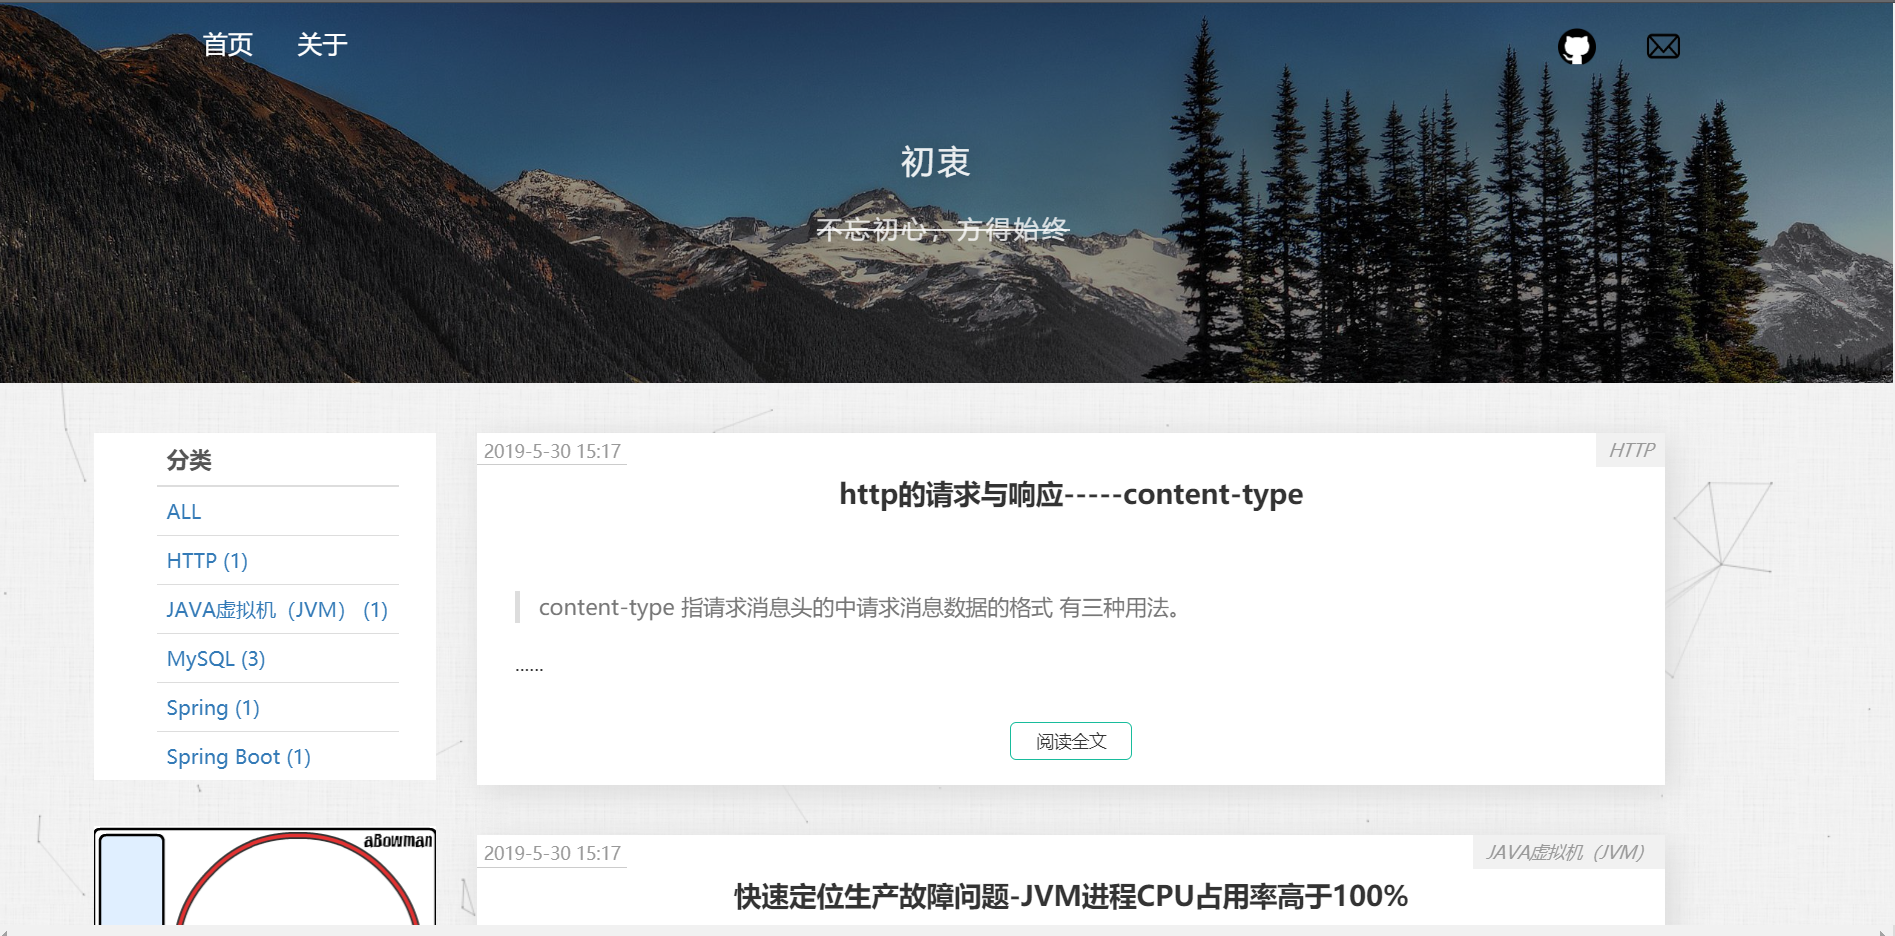 首页 关于
初衷
不忘初心，方得始终
分类
ALL
HTTP (1)
JAVA虚拟机（JVM） (1)
MySQL (3)
Spring (1)
Spring Boot (1)
aBowman
2019-5-30 15:17
HTTP
http的请求与响应-----content-type
content-type 指请求消息头的中请求消息数据的格式 有三种用法。
......
阅读全文
2019-5-30 15:17
JAVA虚拟机（JVM）
快速定位生产故障问题-JVM进程CPU占用率高于100%